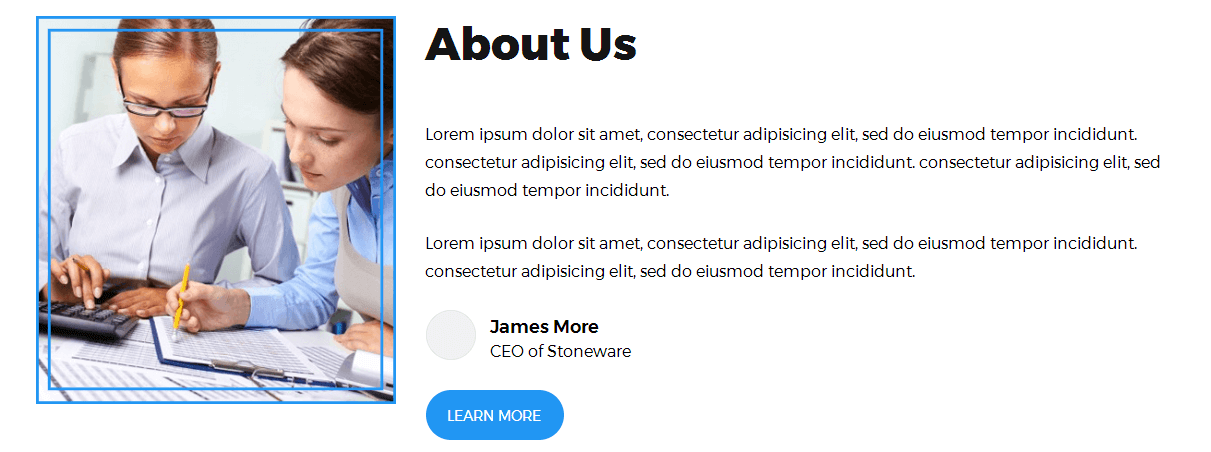 About Us
Lorem ipsum dolor sit amet, consectetur adipisicing elit, sed do eiusmod tempor incididunt.
consectetur adipisicing elit, sed do eiusmod tempor incididunt. consectetur adipisicing elit, sed
do eiusmod tempor incididunt.
Lorem ipsum dolor sit amet, consectetur adipisicing elit, sed do eiusmod tempor incididunt.
consectetur adipisicing elit, sed do eiusmod tempor incididunt.
James More
CEO of Stoneware
LEARN MORE